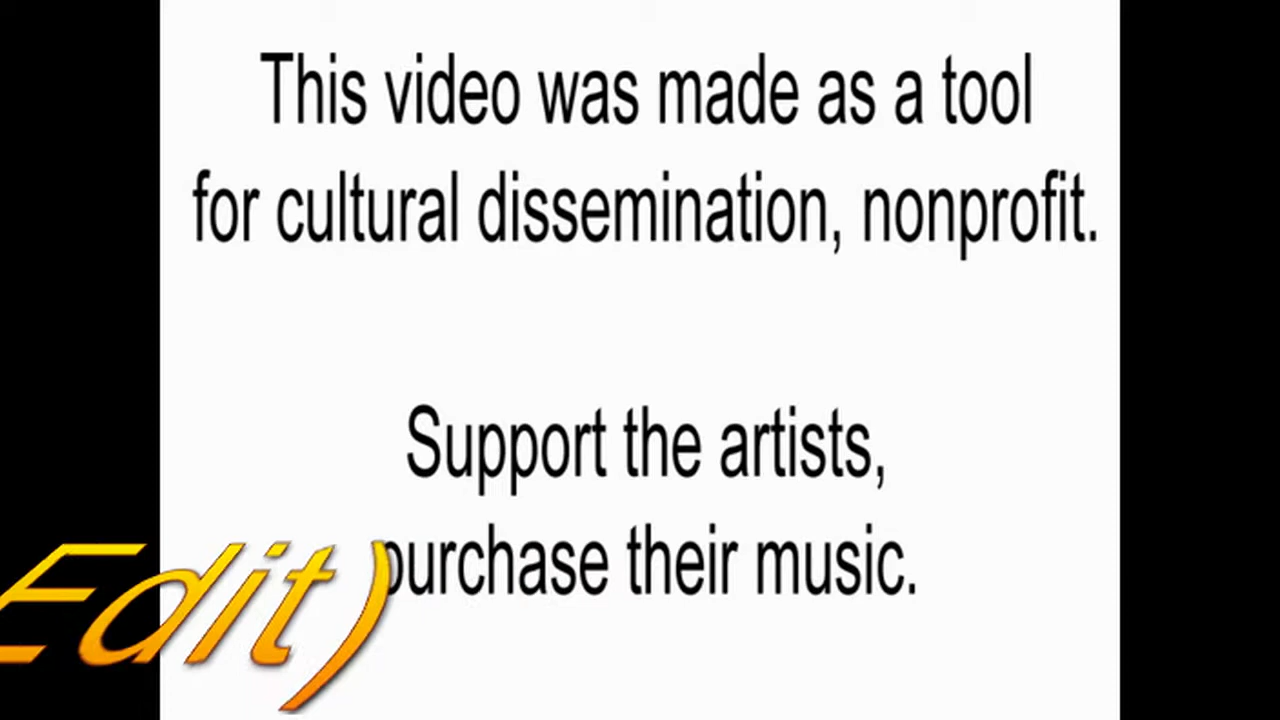 This video was made as a tool
for cultural dissemination, nonprofit.
Support the artists,
purchase their music.
Edit)